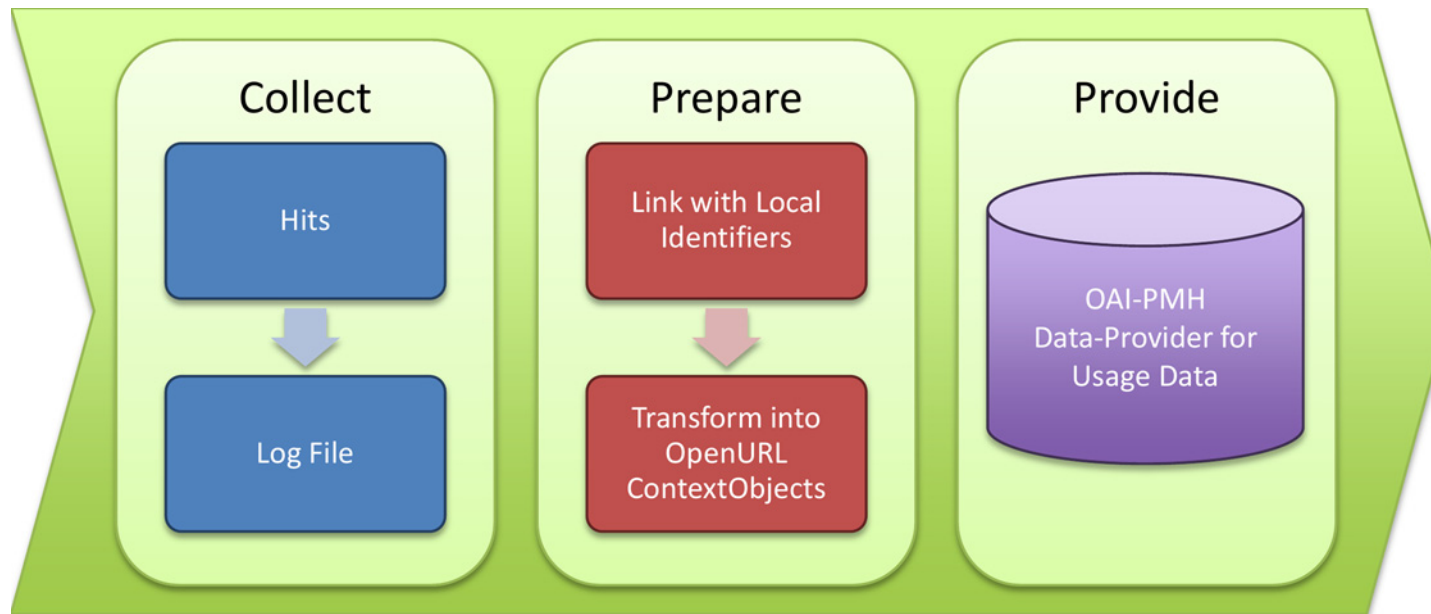 Collect
Hits
Log File
Prepare
Link with Local
Identifiers
Transform into
OpenURL
ContextObjects
Provide
OAI-PMH
Data-Provider for
Usage Data